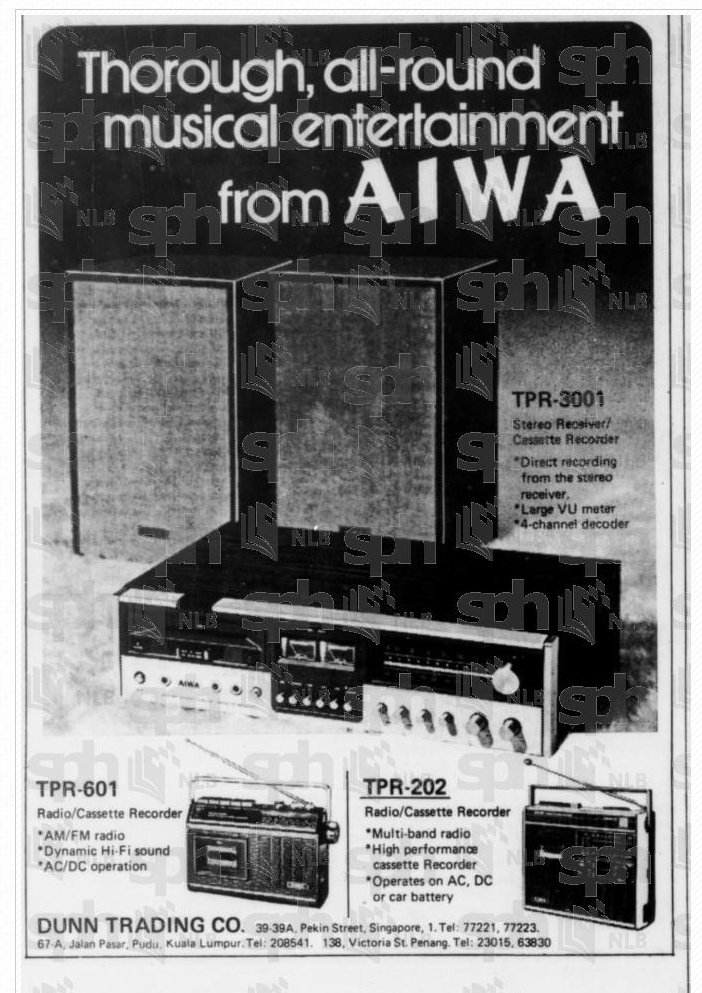 Thorough, all-round
musical entertainment
from AIWA
TPR-3001
Stereo Receiver/
Cassette Recorder
*Direct recording
from the stereo
receiver.
*Large VU meter
*4-channel decoder
AIWA
TPR-601
Radio/Cassette Recorder
*AM/FM radio
*Dynamic Hi-Fi sound
*AC/DC operation
TPR-202
Radio/Cassette Recorder
*Multi-band radio
*High performance
cassette Recorder
*Operates on AC, DC
or car battery
DUNN TRADING CO. 39-39A, Pekin Street, Singapore, 1. Tel: 77221, 77223.
67-A, Jalan Pasar, Pudu. Kuala Lumpur. Tel: 208541. 138, Victoria St. Penang. Tel: 23015, 63830
sph NLB